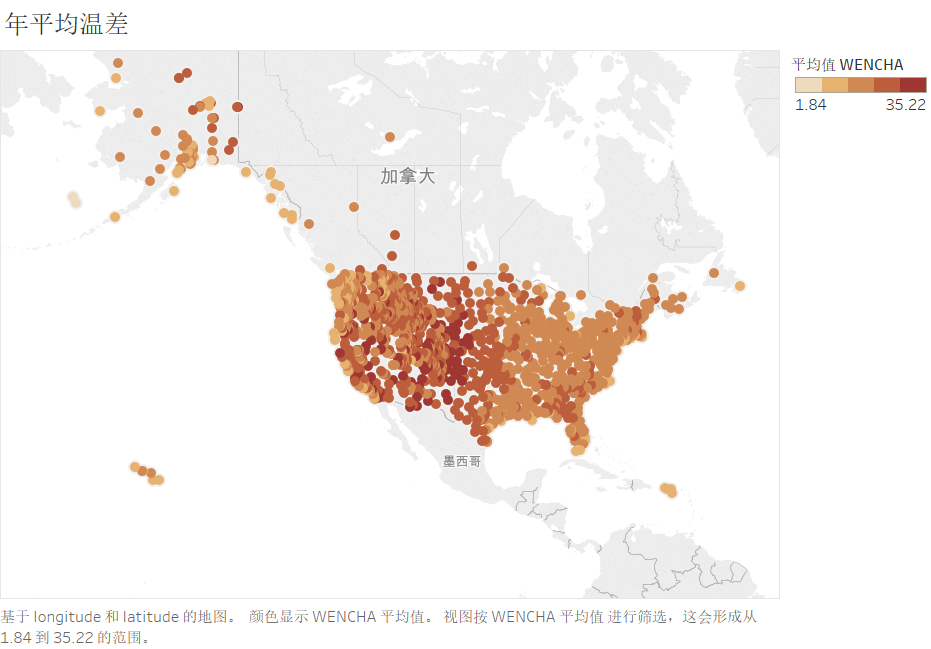 年平均温差
平均值 WENCHA
1.84 35.22
加拿大
墨西哥
基于 longitude 和 latitude 的地图。 颜色显示 WENCHA 平均值。 视图按 WENCHA 平均值 进行筛选，这会形成从
1.84 到 35.22 的范围。